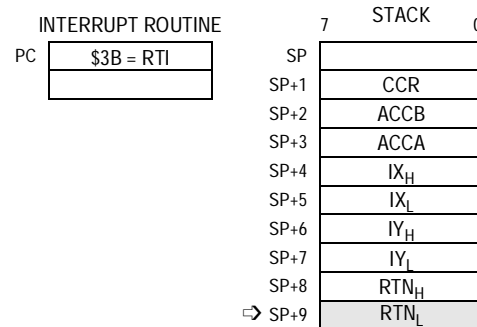 INTERRUPT ROUTINE
PC $3B = RTI
STACK
7 0
SP
SP+1 CCR
SP+2 ACCB
SP+3 ACCA
SP+4 IXH
SP+5 IXL
SP+6 IYH
SP+7 IYL
SP+8 RTNH
SP+9 RTNL